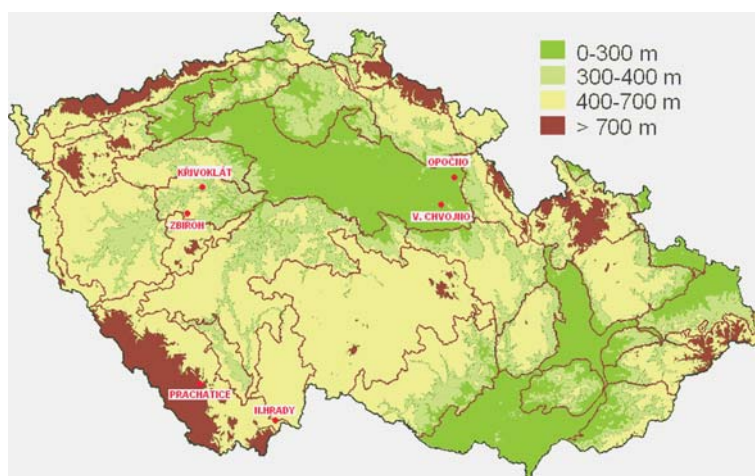 0-300 m
300-400 m
400-700 m
> 700 m
OPOČNO
KŘIVOKLÁT
V. CHVOJNO
ZBIROH
PRACHATICE
H.HRADY